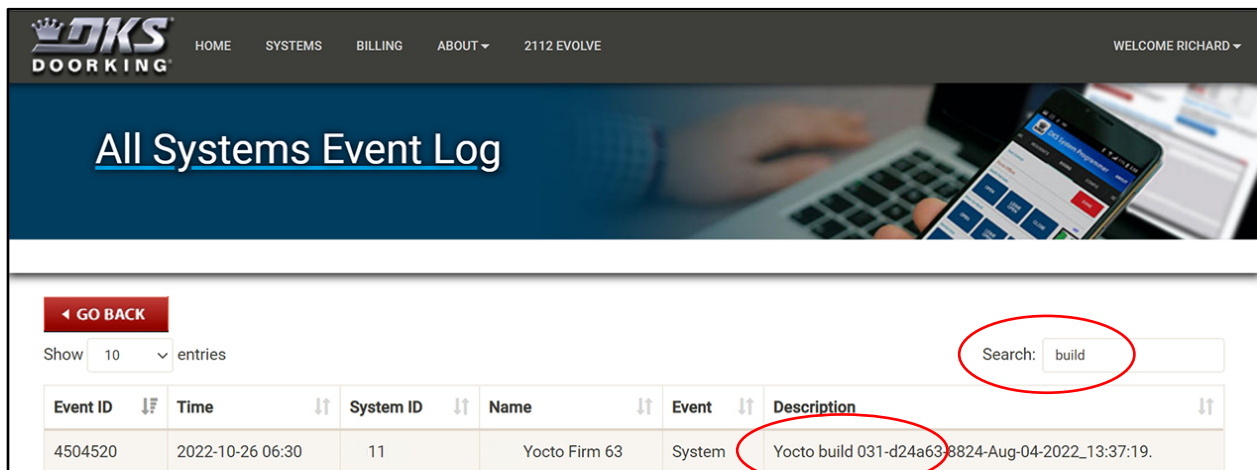 DKS
DOORKING
HOME SYSTEMS BILLING ABOUT 2112 EVOLVE WELCOME RICHARD
All Systems Event Log
GO BACK
Show 10 entries Search: build
Event ID Time System ID Name Event Description
4504520 2022-10-26 06:30 11 Yocto Firm 63 System Yocto build 031-d24a63-8824-Aug-04-2022_13:37:19.